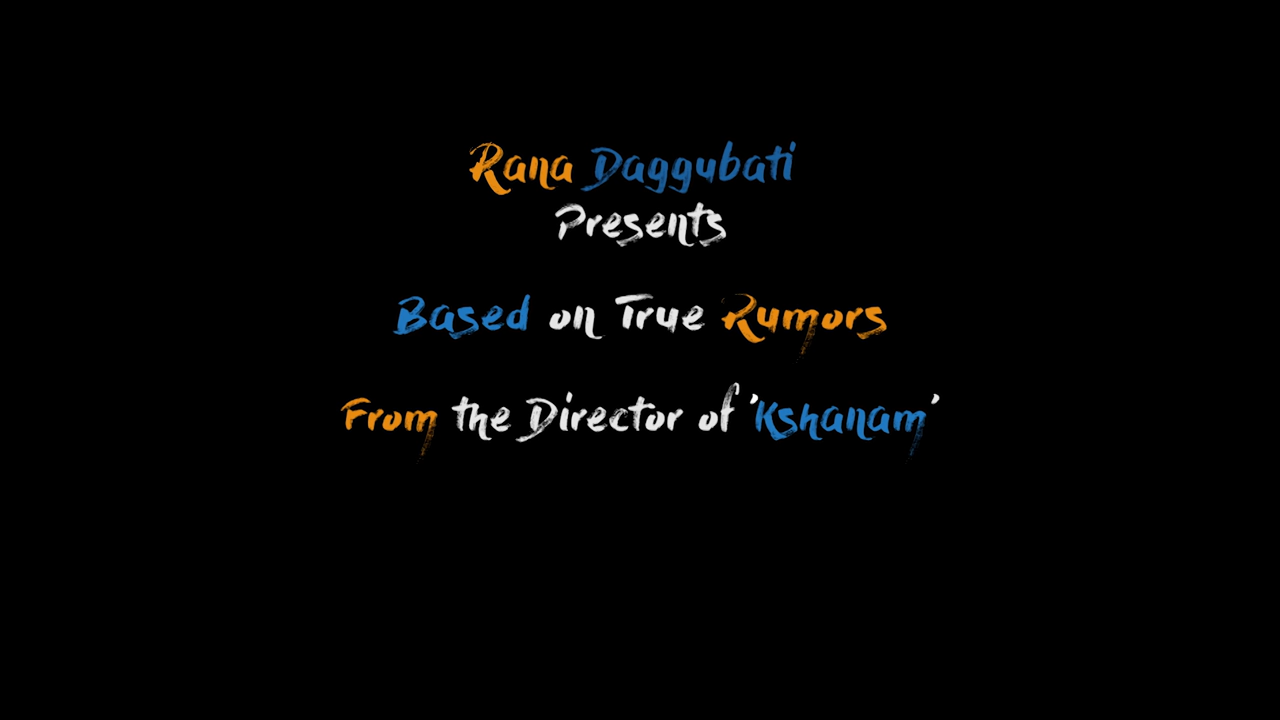 Rana Daggubati
Presents
Based on True Rumors
From the Director of 'Kshanam'